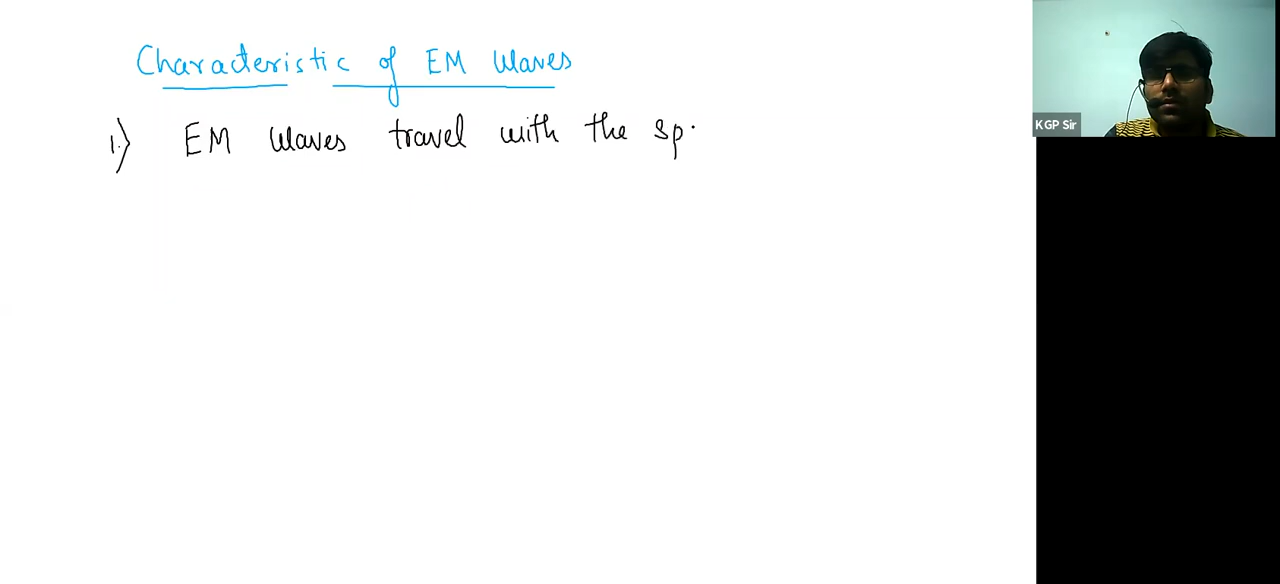 Characteristic of EM Waves
1.) EM Waves travel with the sp
KGP Sir